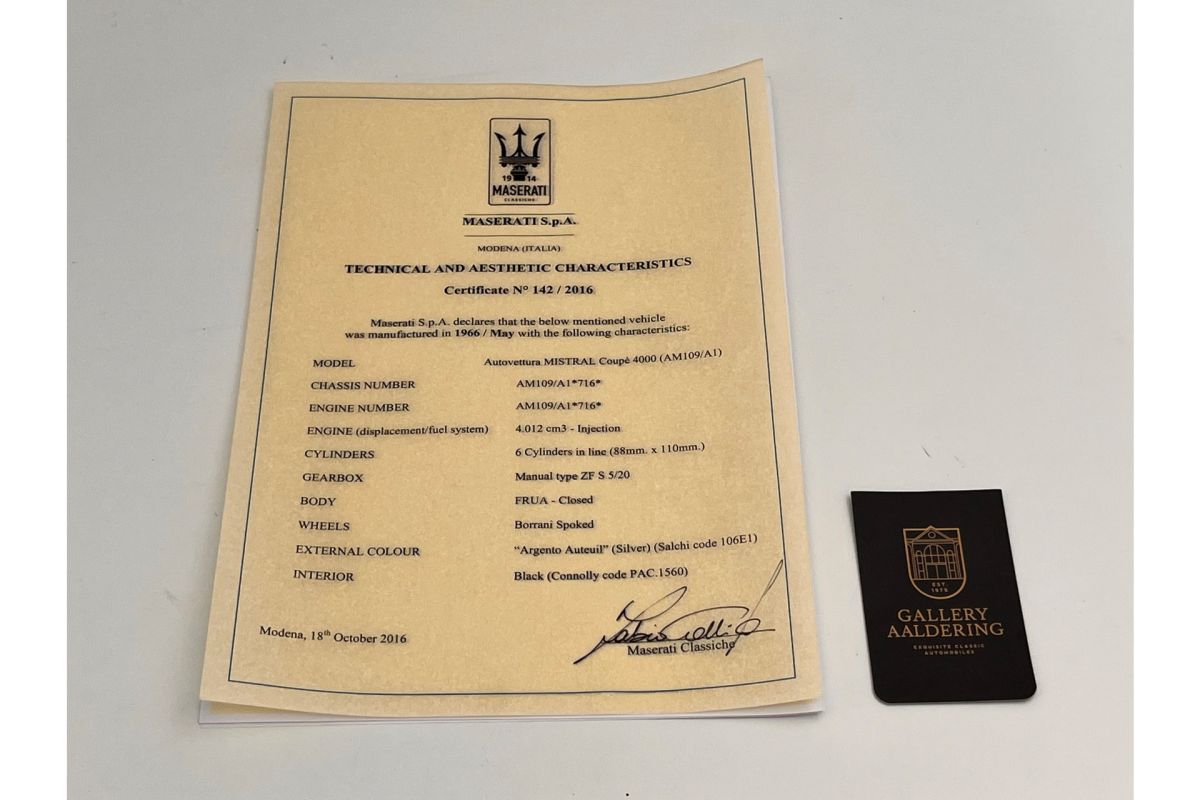 1914
MASERATI
CLASSICHE
MASERATI S.p.A.
MODENA (ITALIA)
TECHNICAL AND AESTHETIC CHARACTERISTICS
Certificate N° 142 / 2016
Maserati S.p.A. declares that the below mentioned vehicle
was manufactured in 1966 / May with the following characteristics:
MODEL Autovettura MISTRAL Coupè 4000 (AM109/A1)
CHASSIS NUMBER AM109/A1*716*
ENGINE NUMBER AM109/A1*716*
ENGINE (displacement/fuel system) 4.012 cm3 - Injection
CYLINDERS 6 Cylinders in line (88mm. x 110mm.)
GEARBOX Manual type ZF S 5/20
BODY FRUA - Closed
WHEELS Borrani Spoked
EXTERNAL COLOUR “Argento Auteuil” (Silver) (Salchi code 106E1)
INTERIOR Black (Connolly code PAC.1560)
Modena, 18th October 2016
Maserati Classiche
EST.
1975
GALLERY
AALDERING
EXQUISITE CLASSIC
AUTOMOBILES